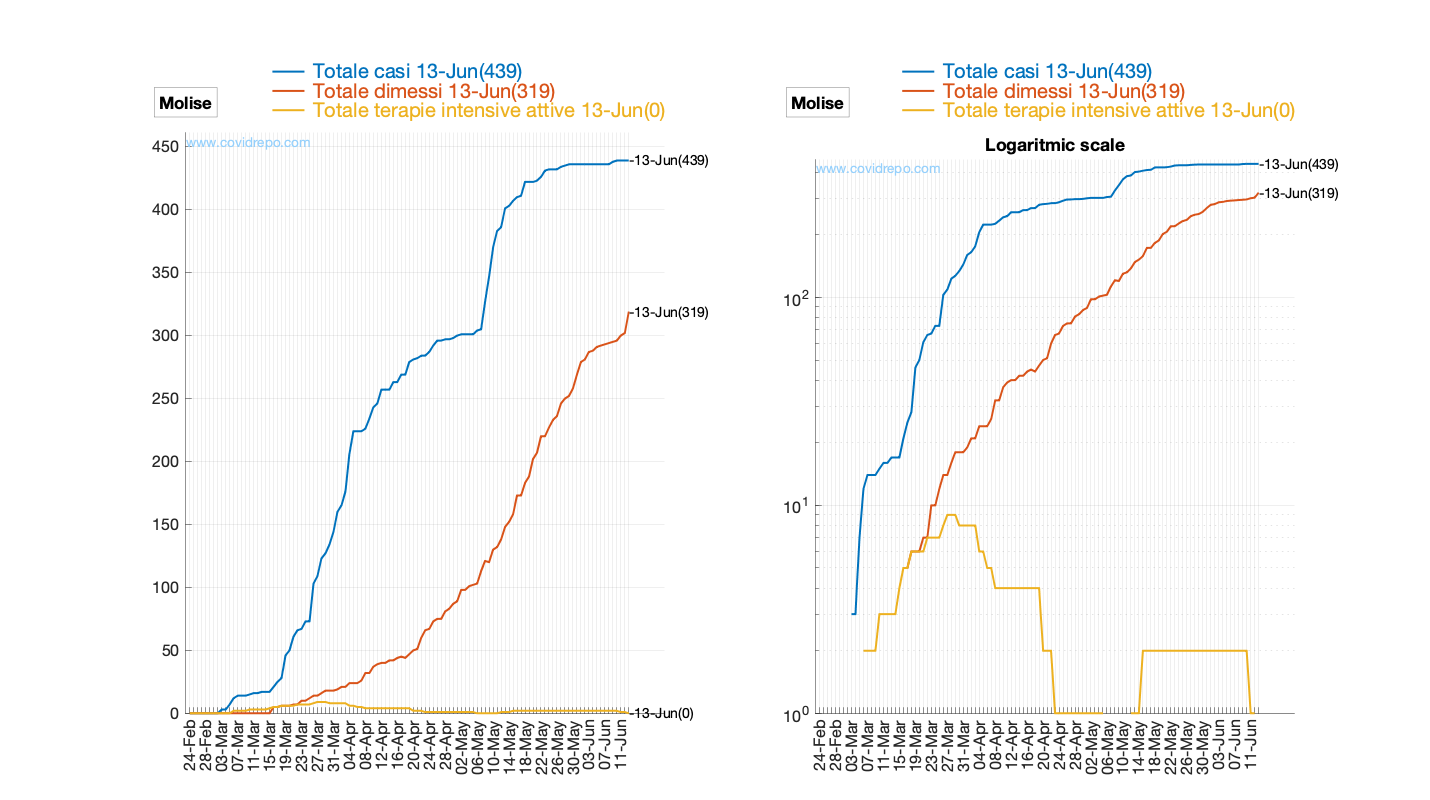 Totale casi 13-Jun(439)
Totale dimessi 13-Jun(319)
Totale terapie intensive attive 13-Jun(0)
Molise
www.covidrepo.com
450
400
350
300
250
200
150
100
50
0
-13-Jun(439)
-13-Jun(319)
-13-Jun(0)
24-Feb
28-Feb
03-Mar
07-Mar
11-Mar
15-Mar
19-Mar
23-Mar
27-Mar
31-Mar
04-Apr
08-Apr
12-Apr
16-Apr
20-Apr
24-Apr
28-Apr
02-May
06-May
10-May
14-May
18-May
22-May
26-May
30-May
03-Jun
07-Jun
11-Jun
Totale casi 13-Jun(439)
Totale dimessi 13-Jun(319)
Totale terapie intensive attive 13-Jun(0)
Molise
Logaritmic scale
www.covidrepo.com
10²
10¹
10⁰
-13-Jun(439)
-13-Jun(319)
24-Feb
28-Feb
03-Mar
07-Mar
11-Mar
15-Mar
19-Mar
23-Mar
27-Mar
31-Mar
04-Apr
08-Apr
12-Apr
16-Apr
20-Apr
24-Apr
28-Apr
02-May
06-May
10-May
14-May
18-May
22-May
26-May
30-May
03-Jun
07-Jun
11-Jun